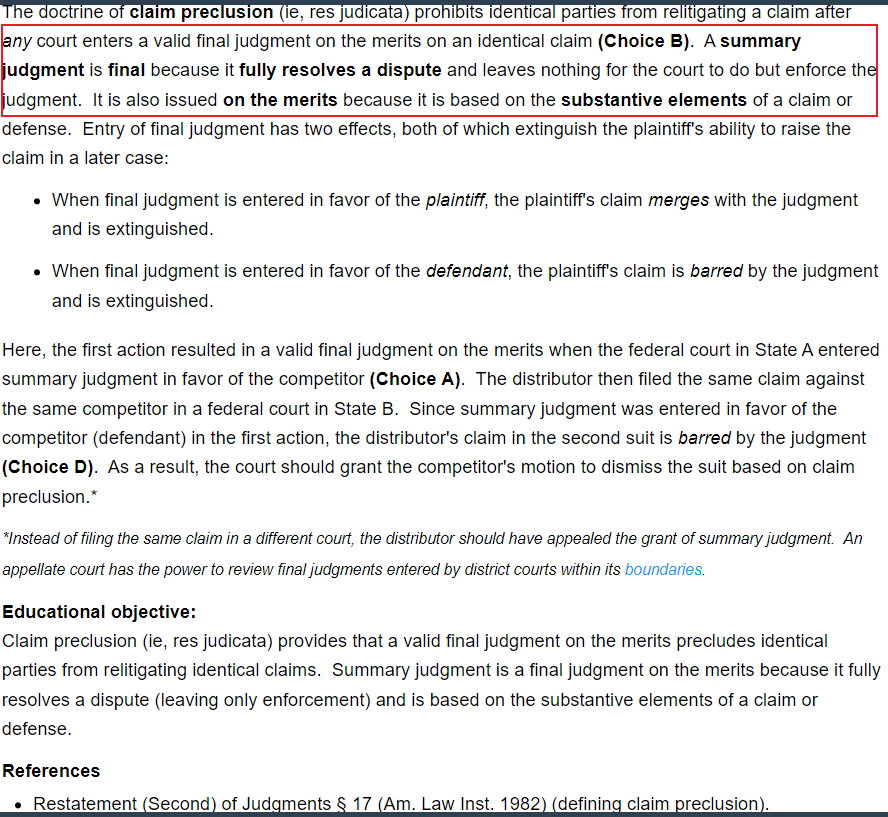 The doctrine of claim preclusion (ie, res judicata) prohibits identical parties from relitigating a claim after
any court enters a valid final judgment on the merits on an identical claim (Choice B).  A summary
judgment is final because it fully resolves a dispute and leaves nothing for the court to do but enforce the
judgment.  It is also issued on the merits because it is based on the substantive elements of a claim or
defense.  Entry of final judgment has two effects, both of which extinguish the plaintiff's ability to raise the
claim in a later case:
• When final judgment is entered in favor of the plaintiff, the plaintiff's claim merges with the judgment
and is extinguished.
• When final judgment is entered in favor of the defendant, the plaintiff's claim is barred by the judgment
and is extinguished.
Here, the first action resulted in a valid final judgment on the merits when the federal court in State A entered
summary judgment in favor of the competitor (Choice A).  The distributor then filed the same claim against
the same competitor in a federal court in State B.  Since summary judgment was entered in favor of the
competitor (defendant) in the first action, the distributor's claim in the second suit is barred by the judgment
(Choice D).  As a result, the court should grant the competitor's motion to dismiss the suit based on claim
preclusion.*
*Instead of filing the same claim in a different court, the distributor should have appealed the grant of summary judgment.  An
appellate court has the power to review final judgments entered by district courts within its boundaries.
Educational objective:
Claim preclusion (ie, res judicata) provides that a valid final judgment on the merits precludes identical
parties from relitigating identical claims.  Summary judgment is a final judgment on the merits because it fully
resolves a dispute (leaving only enforcement) and is based on the substantive elements of a claim or
defense.
References
• Restatement (Second) of Judgments § 17 (Am. Law Inst. 1982) (defining claim preclusion).